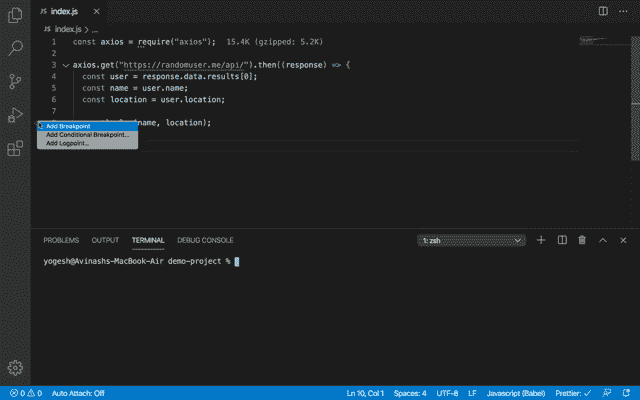 index.js
JS index.js > ...
1 const axios = require("axios"); 15.4K (gzipped: 5.2K)
2
3 axios.get("https://randomuser.me/api/").then((response) => {
4 const user = response.data.results[0];
5 const name = user.name;
6 const location = user.location;
7
(name, location);
Add Breakpoint
Add Conditional Breakpoint...
Add Logpoint...
PROBLEMS OUTPUT TERMINAL DEBUG CONSOLE 1: zsh
yogesh@Avinashs-MacBook-Air demo-project %
0 0 Auto Attach: Off Ln 10, Col 1 Spaces: 4 UTF-8 LF Javascript (Babel) Prettier: ✓